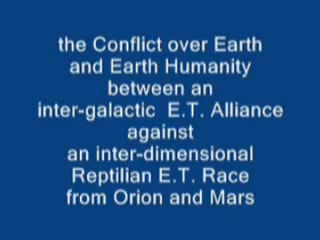 the Conflict over Earth
and Earth Humanity
between an
inter-galactic E.T. Alliance
against
an inter-dimensional
Reptilian E.T. Race
from Orion and Mars